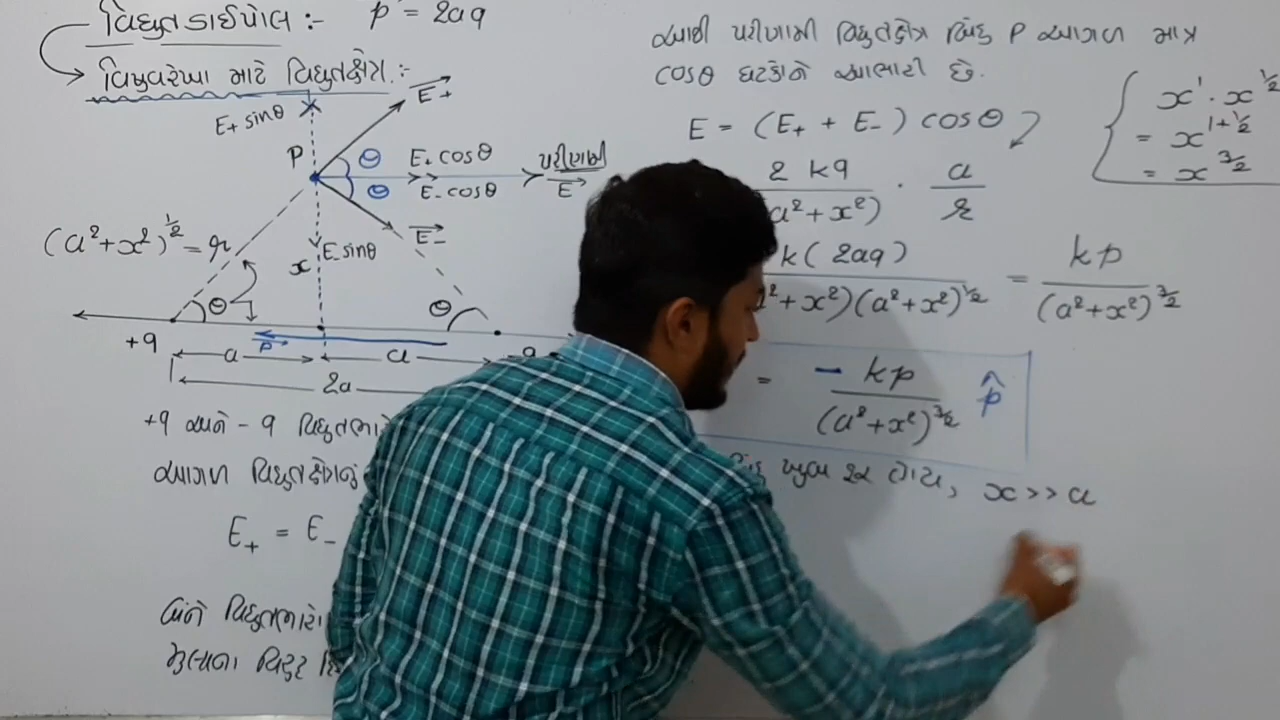 વિદ્યુત ડાઈપોલ :- p = 2aq
વિષુવરેખા માટે વિદ્યુતક્ષેત્ર :-
E+ sinθ
E+
P
θ
E+ cosθ
પરીણામી
E
θ
E- cosθ
E-
(a²+x²)^½ = r
x
E- sinθ
θ
θ
+q
p
a
a
-q
2a
+q અને -q વિદ્યુતભા
આગળ વિદ્યુતક્ષેત્રનું
E+ = E-
બંને વિદ્યુતભારો
આથી પરીણામી વિદ્યુતક્ષેત્ર બિંદુ P આગળ માત્ર
cosθ ઘટકોને આભારી છે.
E = (E+ + E-) cosθ
2 kq / (a²+x²) · a / r
k(2aq) / (a²+x²)(a²+x²)^½ = kp / (a²+x²)^3/2
= - kp / (a²+x²)^3/2 p̂
દૂર હોય, x >> a
x¹ · x^½
= x^1+½
= x^3/2